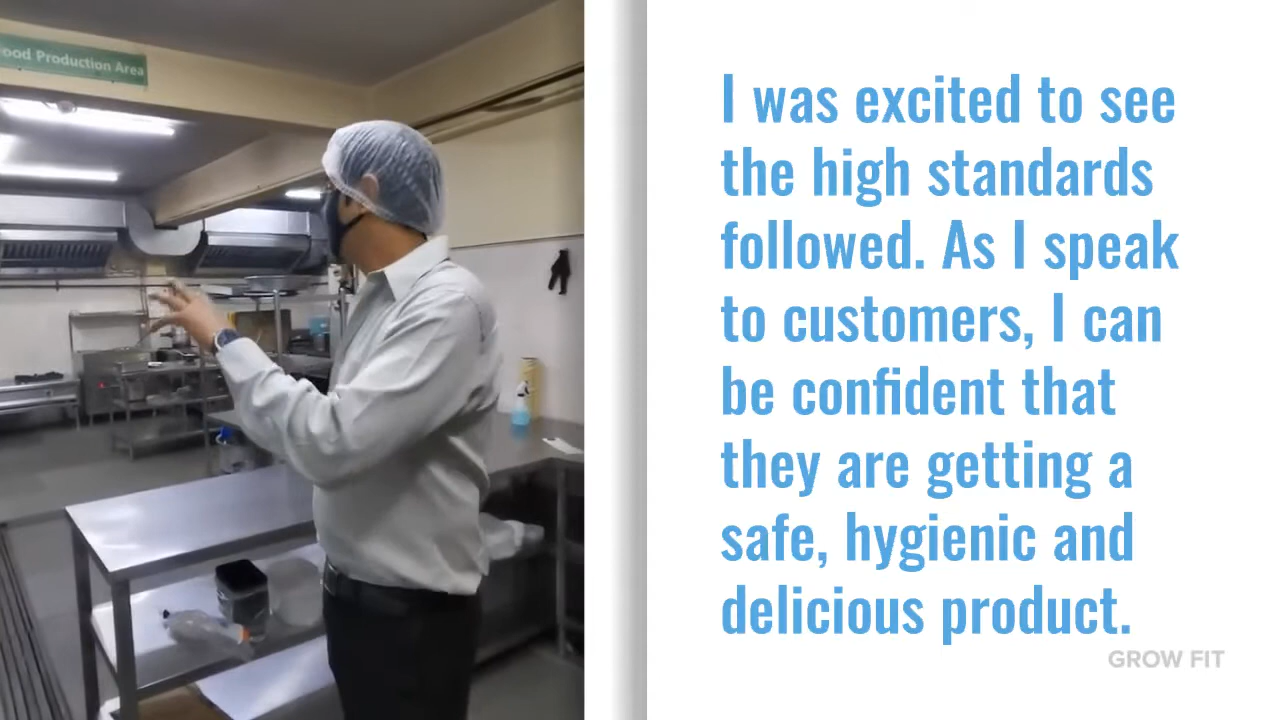 ood Production Area
I was excited to see
the high standards
followed. As I speak
to customers, I can
be confident that
they are getting a
safe, hygienic and
delicious product.
GROW FIT